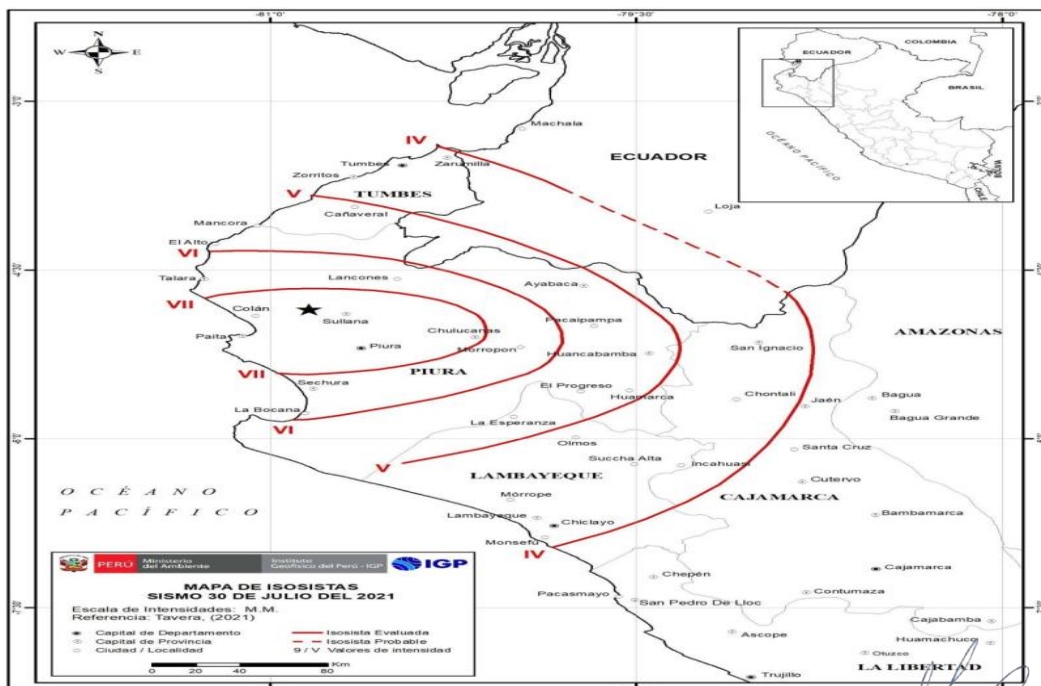 -81°0
-79°30
-78°0
N
W E
S
ECUADOR
COLOMBIA
BRASIL
OCÉANO PACÍFICO
CHILE
IV
Machala
ECUADOR
Tumbes
Zarumilla
Zorritos
TUMBES
V
Cañaveral
Loja
Mancora
El Alto
VI
Talara
Lancones
Ayabaca
VII
Colán
Sullana
Pacaipampa
AMAZONAS
Paita
Chulucanas
Piura
Morropon
Huancabamba
San Ignacio
VII
PIURA
Sechura
El Progreso
Huamarca
Chontali
Bagua
Jaén
Bagua Grande
La Bocana
VI
La Esperanza
Olmos
Santa Cruz
V
Succha Alta
Incahuasi
LAMBAYEQUE
Cutervo
CAJAMARCA
OCÉANO
PACÍFICO
Mórrope
Lambayeque
Chiclayo
Bambamarca
Monsefú
IV
Cajamarca
Chepén
Contumaza
Pacasmayo
San Pedro De Lloc
Cajabamba
Ascope
Huamachuco
Otuzco
LA LIBERTAD
Trujillo
PERÚ Ministerio del Ambiente Instituto Geofísico del Perú - IGP IGP
MAPA DE ISOSISTAS
SISMO 30 DE JULIO DEL 2021
Escala de Intensidades: M.M.
Referencia: Tavera, (2021)
Capital de Departamento Isosista Evaluada
Capital de Provincia Isosista Probable
Ciudad / Localidad 9 / V Valores de intensidad
0 20 40 80 Km